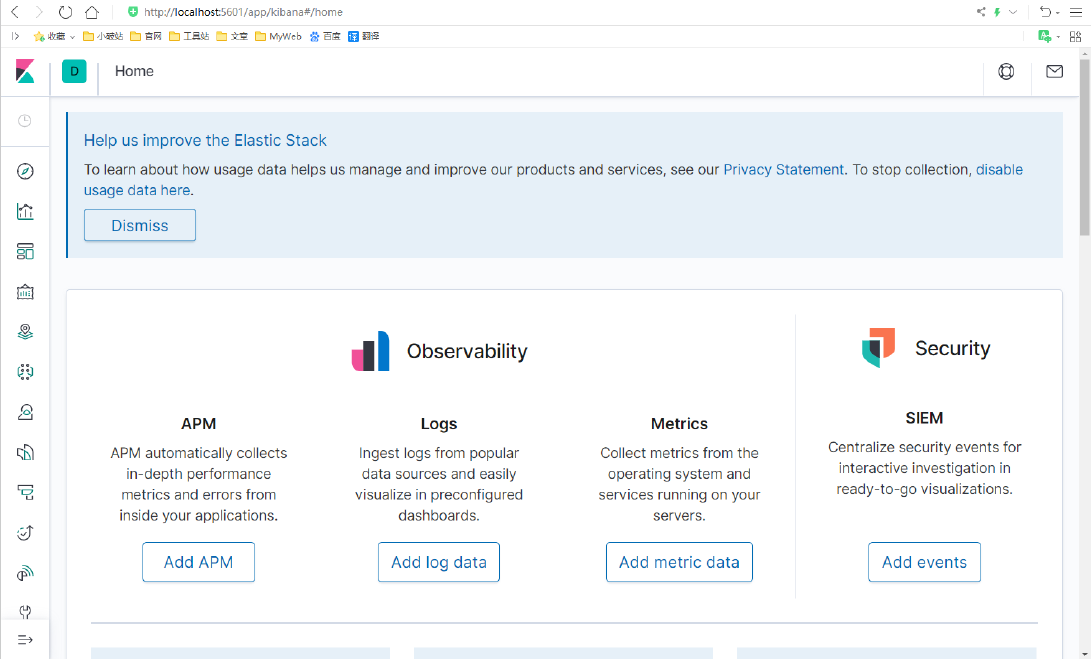 http://localhost:5601/app/kibana#/home
收藏 小破站 官网 工具站 文章 MyWeb 百度 翻译
D Home
Help us improve the Elastic Stack
To learn about how usage data helps us manage and improve our products and services, see our Privacy Statement. To stop collection, disable
usage data here.
Dismiss
Observability
Security
APM
APM automatically collects
in-depth performance
metrics and errors from
inside your applications.
Add APM
Logs
Ingest logs from popular
data sources and easily
visualize in preconfigured
dashboards.
Add log data
Metrics
Collect metrics from the
operating system and
services running on your
servers.
Add metric data
SIEM
Centralize security events for
interactive investigation in
ready-to-go visualizations.
Add events